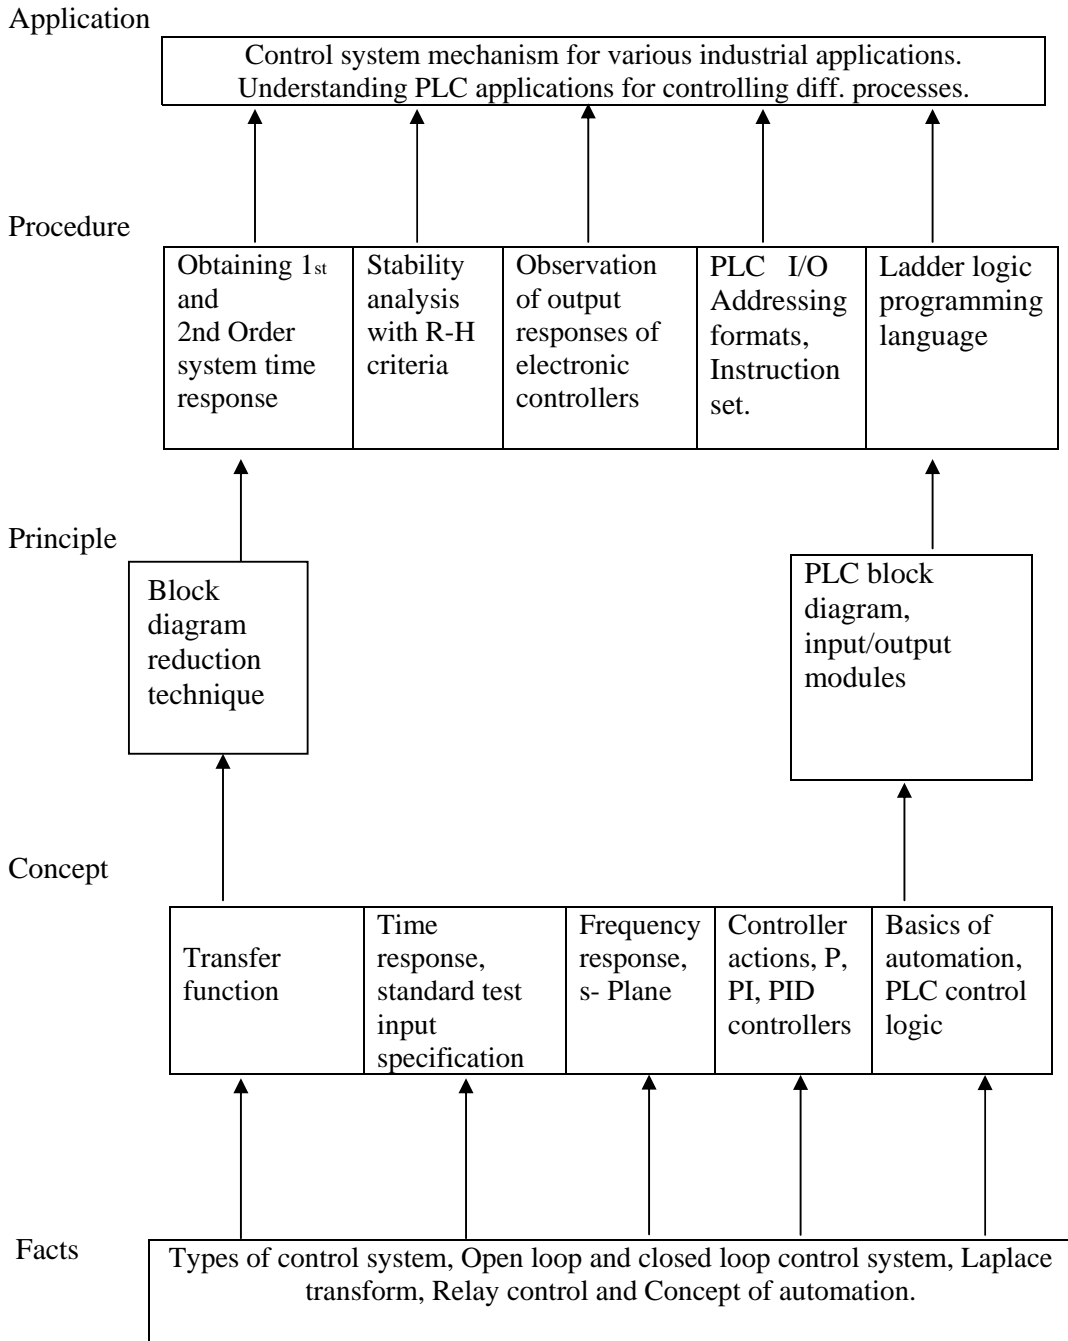 Application
Control system mechanism for various industrial applications.
Understanding PLC applications for controlling diff. processes.
Procedure
Obtaining 1st
and
2nd Order
system time
response
Stability
analysis
with R-H
criteria
Observation
of output
responses of
electronic
controllers
PLC I/O
Addressing
formats,
Instruction
set.
Ladder logic
programming
language
Principle
Block
diagram
reduction
technique
PLC block
diagram,
input/output
modules
Concept
Transfer
function
Time
response,
standard test
input
specification
Frequency
response,
s- Plane
Controller
actions, P,
PI, PID
controllers
Basics of
automation,
PLC control
logic
Facts
Types of control system, Open loop and closed loop control system, Laplace
transform, Relay control and Concept of automation.